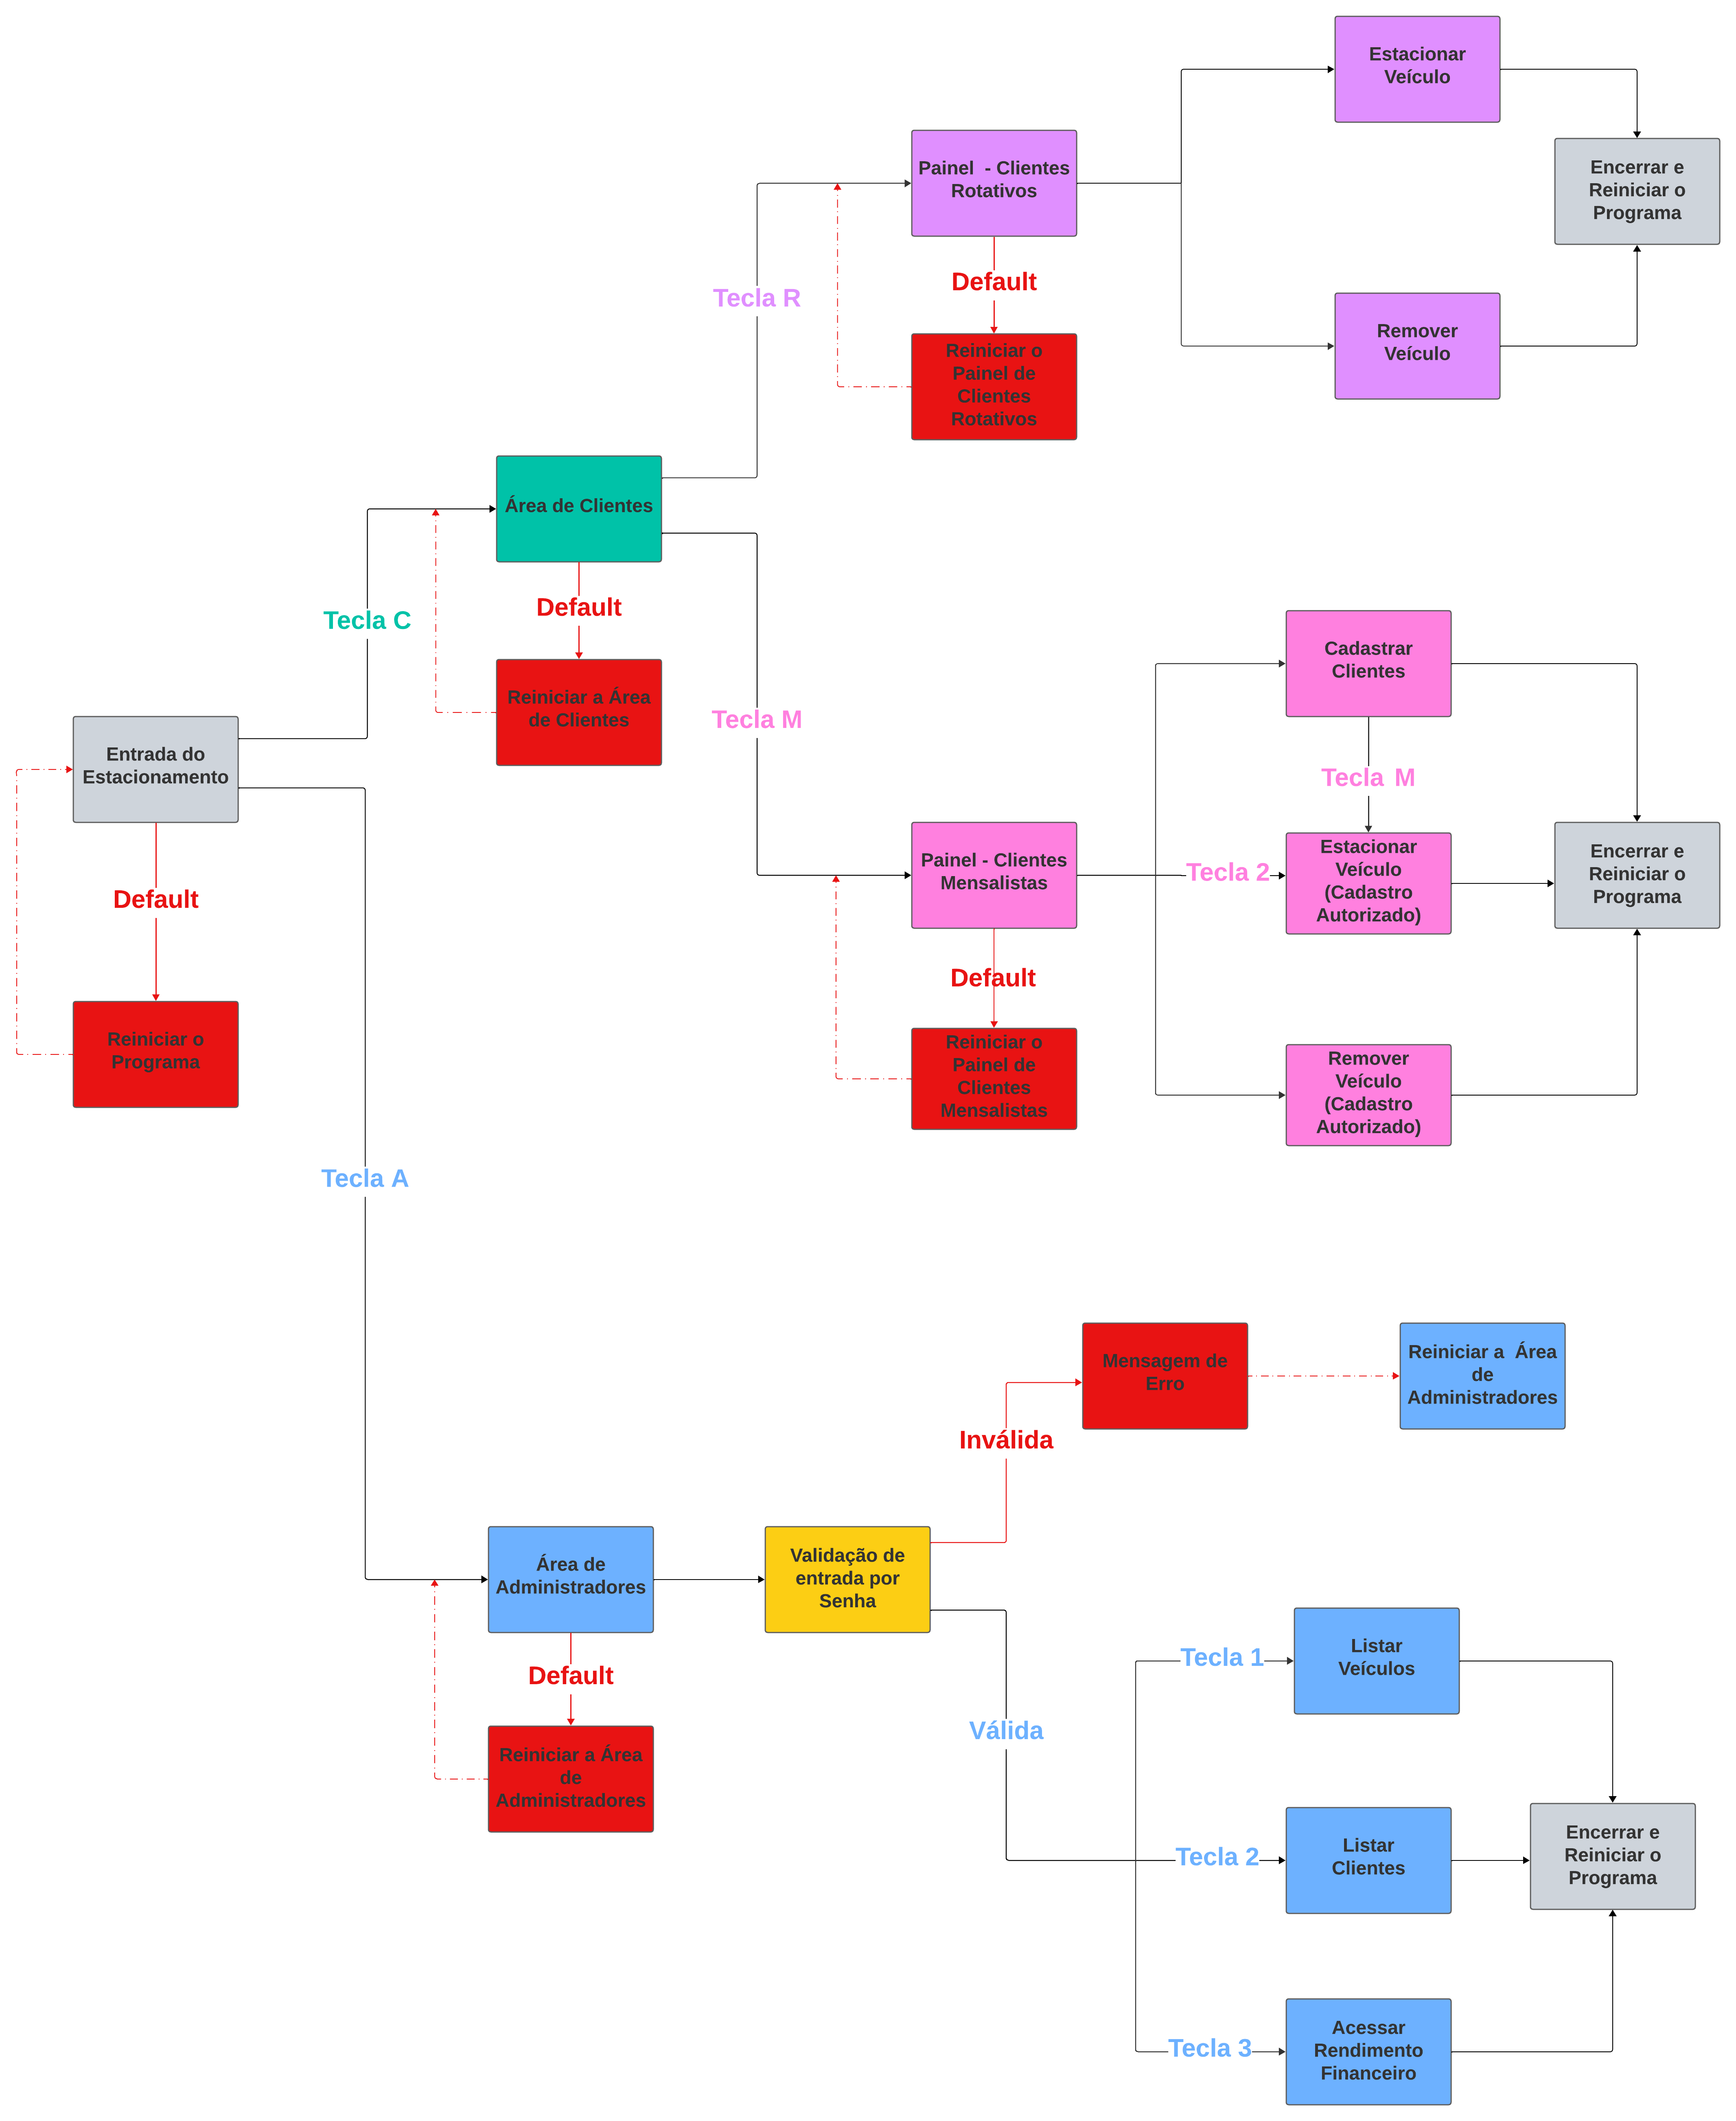 Estacionar
Veículo
Encerrar e
Reiniciar o
Programa
Painel - Clientes
Rotativos
Default
Tecla R
Remover
Veículo
Reiniciar o
Painel de
Clientes
Rotativos
Área de Clientes
Default
Tecla C
Reiniciar a Área
de Clientes
Tecla M
Cadastrar
Clientes
Tecla M
Entrada do
Estacionamento
Default
Reiniciar o
Programa
Painel - Clientes
Mensalistas
Tecla 2
Estacionar
Veículo
(Cadastro
Autorizado)
Encerrar e
Reiniciar o
Programa
Default
Reiniciar o
Painel de
Clientes
Mensalistas
Remover
Veículo
(Cadastro
Autorizado)
Tecla A
Mensagem de
Erro
Reiniciar a Área
de
Administradores
Inválida
Área de
Administradores
Validação de
entrada por
Senha
Default
Reiniciar a Área
de
Administradores
Válida
Tecla 1
Listar
Veículos
Tecla 2
Listar
Clientes
Encerrar e
Reiniciar o
Programa
Tecla 3
Acessar
Rendimento
Financeiro